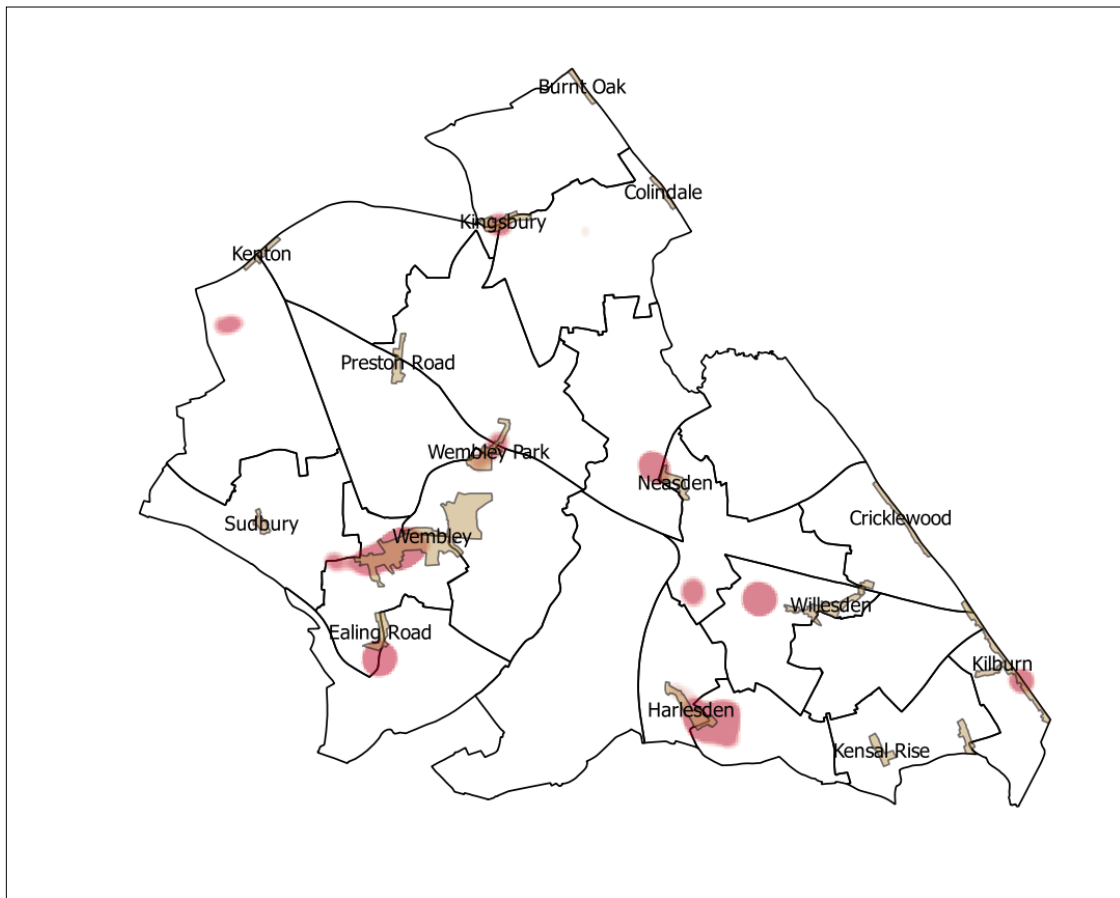 Burnt Oak
Colindale
Kingsbury
Kenton
Preston Road
Wembley Park
Neasden
Sudbury
Cricklewood
Wembley
Willesden
Ealing Road
Kilburn
Harlesden
Kensal Rise